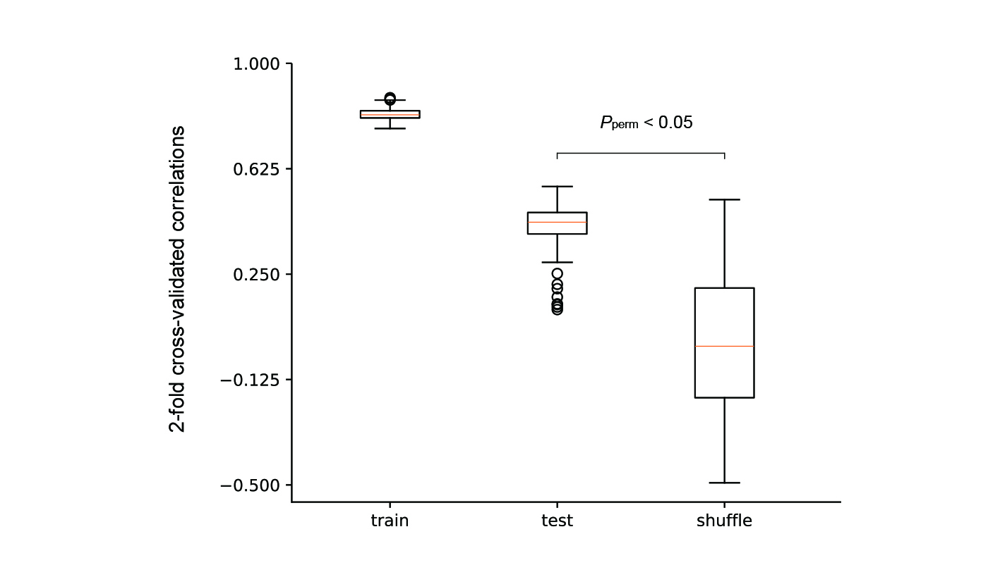 2-fold cross-validated correlations
1.000
0.625
0.250
−0.125
−0.500
Pperm < 0.05
train
test
shuffle